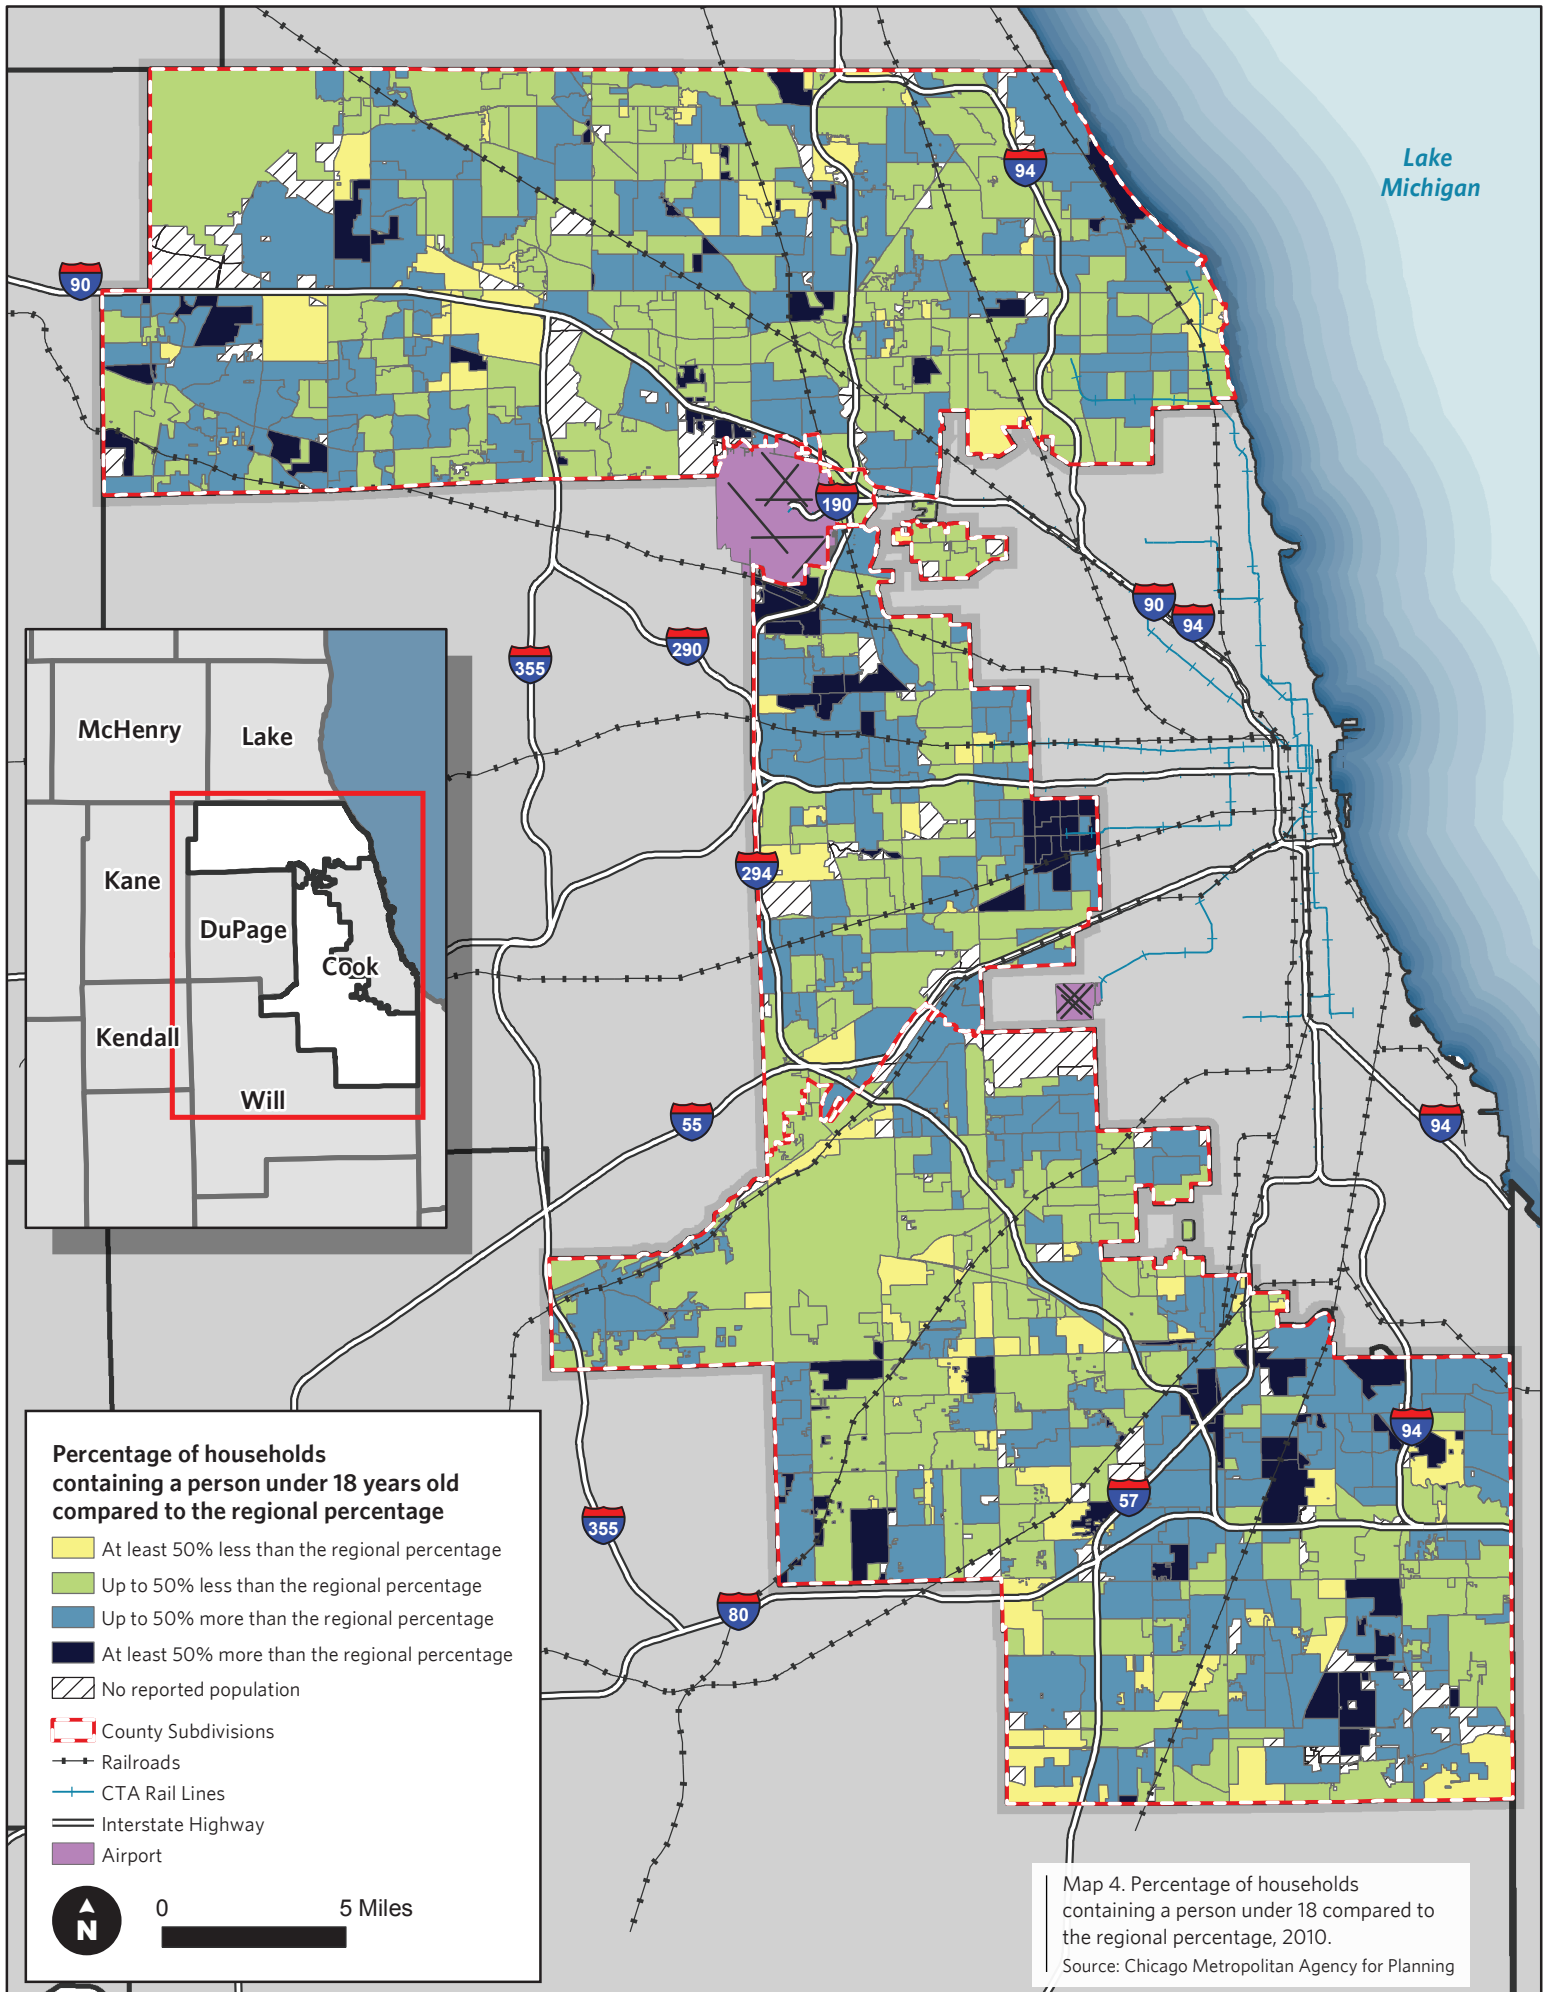 Lake
Michigan
94
90
190
90
94
290
355
294
McHenry
Lake
Kane
DuPage
Cook
Kendall
Will
55
94
94
57
355
80
Percentage of households
containing a person under 18 years old
compared to the regional percentage
At least 50% less than the regional percentage
Up to 50% less than the regional percentage
Up to 50% more than the regional percentage
At least 50% more than the regional percentage
No reported population
County Subdivisions
Railroads
CTA Rail Lines
Interstate Highway
Airport
N
0 5 Miles
Map 4. Percentage of households
containing a person under 18 compared to
the regional percentage, 2010.
Source: Chicago Metropolitan Agency for Planning